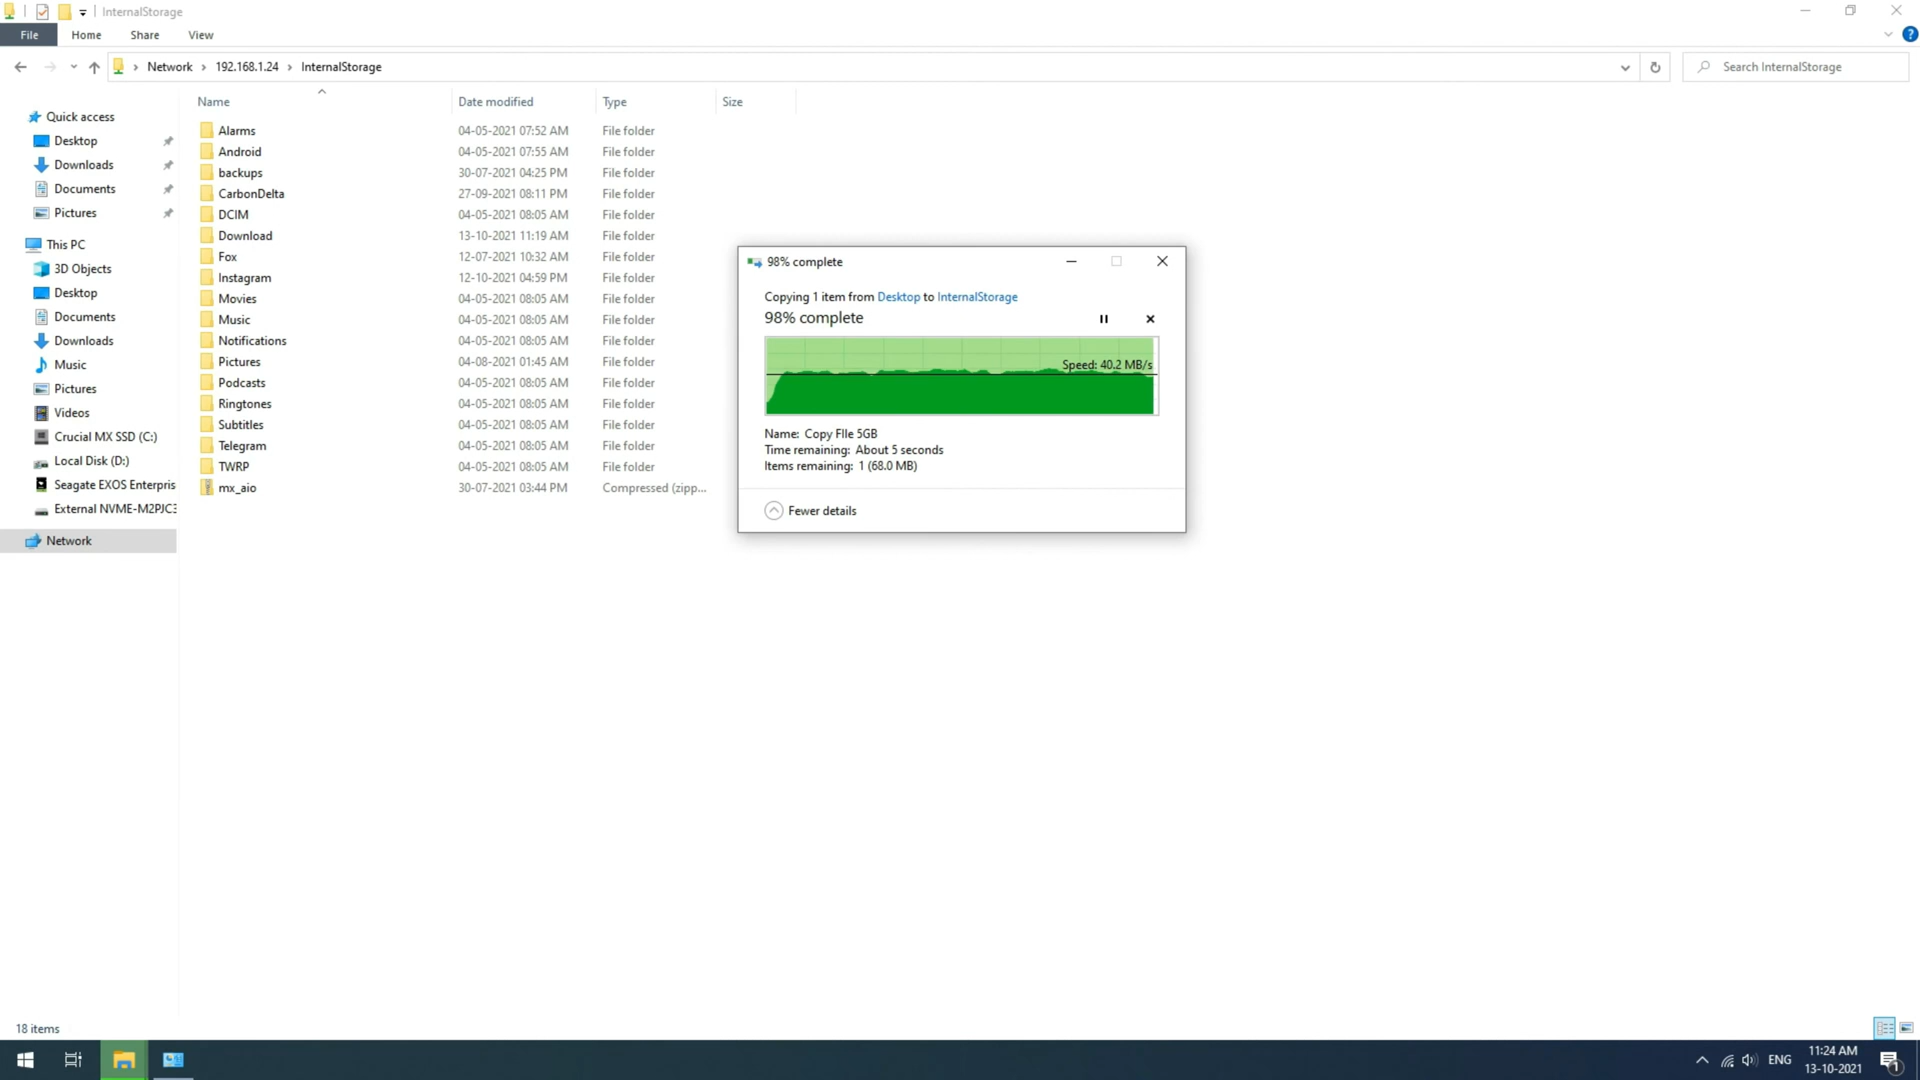 InternalStorage
File Home Share View
Network › 192.168.1.24 › InternalStorage
Search InternalStorage
Name Date modified Type Size
Quick access
Desktop
Downloads
Documents
Pictures
This PC
3D Objects
Desktop
Documents
Downloads
Music
Pictures
Videos
Crucial MX SSD (C:)
Local Disk (D:)
Seagate EXOS Enterpris
External NVME-M2PJC3
Network
Alarms 04-05-2021 07:52 AM File folder
Android 04-05-2021 07:55 AM File folder
backups 30-07-2021 04:25 PM File folder
CarbonDelta 27-09-2021 08:11 PM File folder
DCIM 04-05-2021 08:05 AM File folder
Download 13-10-2021 11:19 AM File folder
Fox 12-07-2021 10:32 AM File folder
Instagram 12-10-2021 04:59 PM File folder
Movies 04-05-2021 08:05 AM File folder
Music 04-05-2021 08:05 AM File folder
Notifications 04-05-2021 08:05 AM File folder
Pictures 04-08-2021 01:45 AM File folder
Podcasts 04-05-2021 08:05 AM File folder
Ringtones 04-05-2021 08:05 AM File folder
Subtitles 04-05-2021 08:05 AM File folder
Telegram 04-05-2021 08:05 AM File folder
TWRP 04-05-2021 08:05 AM File folder
mx_aio 30-07-2021 03:44 PM Compressed (zipp...
98% complete
Copying 1 item from Desktop to InternalStorage
98% complete
Speed: 40.2 MB/s
Name: Copy FIle 5GB
Time remaining: About 5 seconds
Items remaining: 1 (68.0 MB)
Fewer details
18 items
ENG
11:24 AM
13-10-2021
1